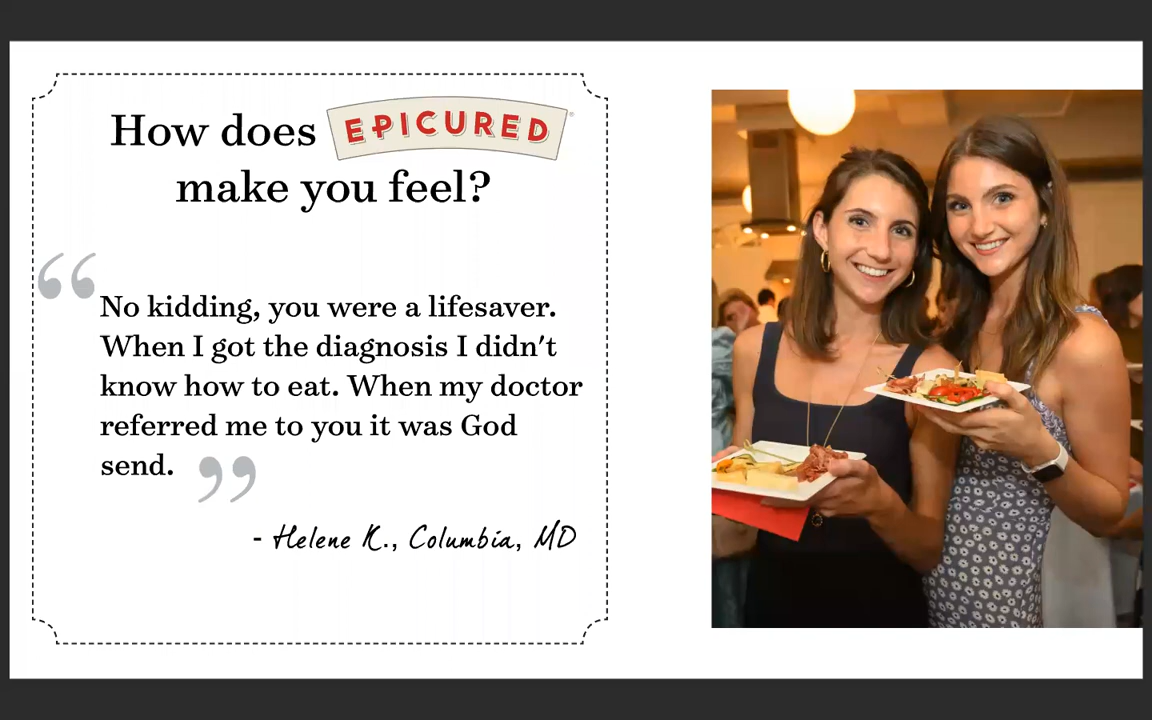 How does EPICURED®
make you feel?
“
No kidding, you were a lifesaver.
When I got the diagnosis I didn't
know how to eat. When my doctor
referred me to you it was God
send. ”
- Helene K., Columbia, MD